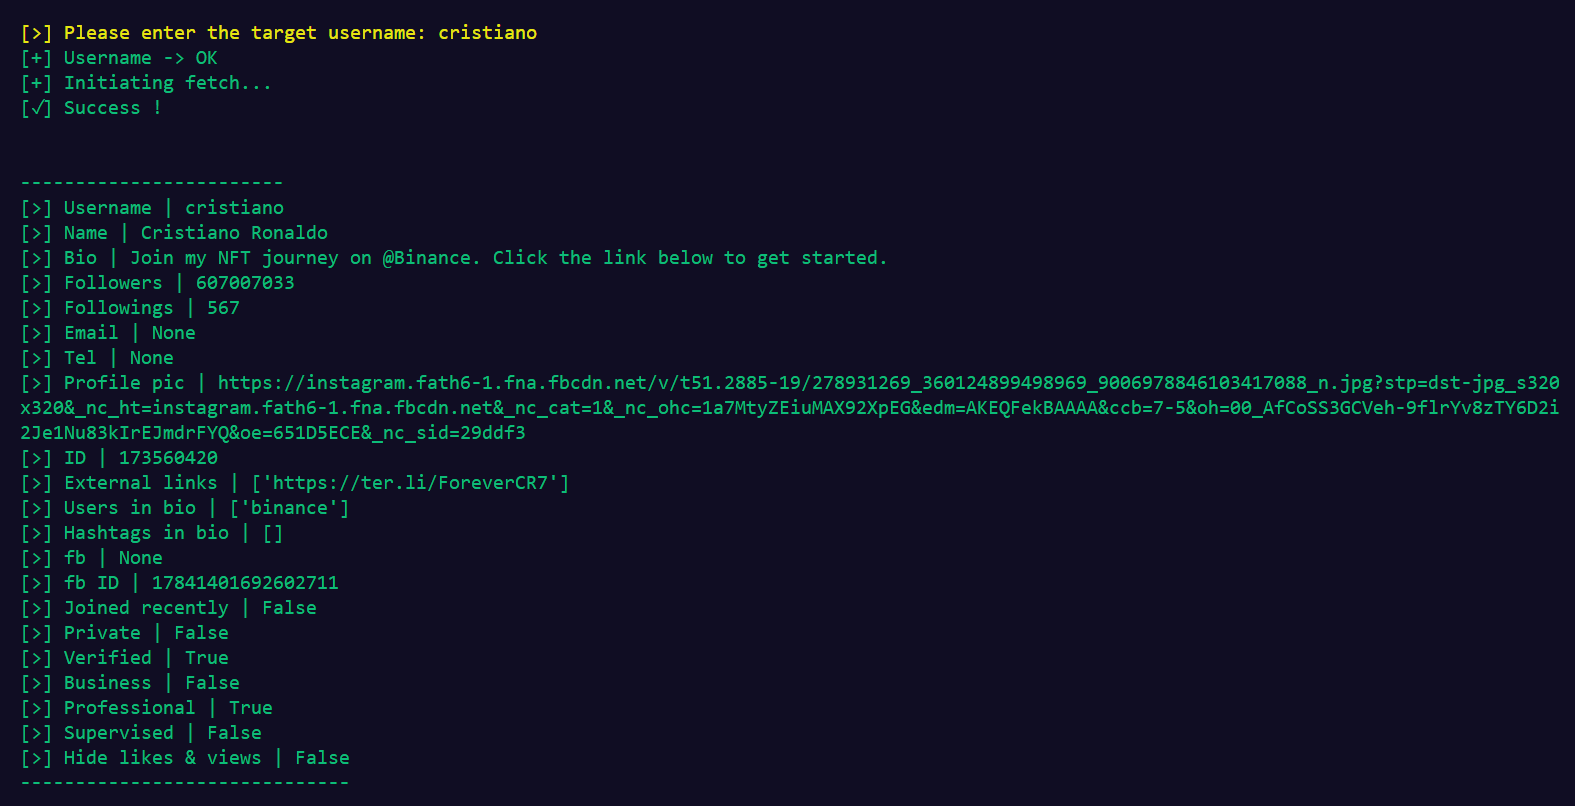 [>] Please enter the target username: cristiano
[+] Username -> OK
[+] Initiating fetch...
[✓] Success !
------------------------
[>] Username | cristiano
[>] Name | Cristiano Ronaldo
[>] Bio | Join my NFT journey on @Binance. Click the link below to get started.
[>] Followers | 607007033
[>] Followings | 567
[>] Email | None
[>] Tel | None
[>] Profile pic | https://instagram.fath6-1.fna.fbcdn.net/v/t51.2885-19/278931269_360124899498969_9006978846103417088_n.jpg?stp=dst-jpg_s320
x320&_nc_ht=instagram.fath6-1.fna.fbcdn.net&_nc_cat=1&_nc_ohc=1a7MtyZEiuMAX92XpEG&edm=AKEQFekBAAAA&ccb=7-5&oh=00_AfCoSS3GCVeh-9flrYv8zTY6D2i
2Je1Nu83kIrEJmdrFYQ&oe=651D5ECE&_nc_sid=29ddf3
[>] ID | 173560420
[>] External links | ['https://ter.li/ForeverCR7']
[>] Users in bio | ['binance']
[>] Hashtags in bio | []
[>] fb | None
[>] fb ID | 17841401692602711
[>] Joined recently | False
[>] Private | False
[>] Verified | True
[>] Business | False
[>] Professional | True
[>] Supervised | False
[>] Hide likes & views | False
------------------------------